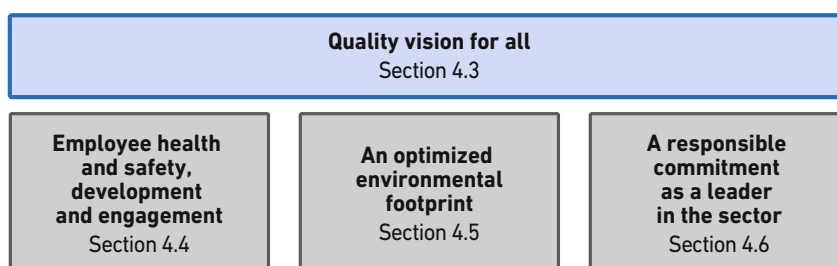 Quality vision for all
Section 4.3
Employee health
and safety,
development
and engagement
Section 4.4
An optimized
environmental
footprint
Section 4.5
A responsible
commitment
as a leader
in the sector
Section 4.6